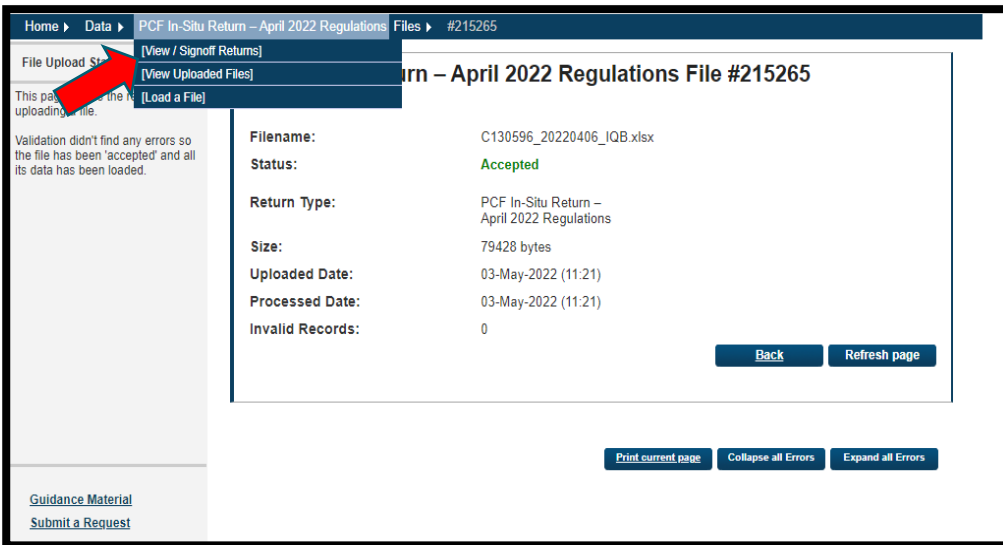 Home Data PCF In-Situ Return – April 2022 Regulations Files #215265
[View / Signoff Returns]
[View Uploaded Files]
[Load a File]
File Upload
This the
uploading file.
Validation didn't find any errors so
the file has been 'accepted' and all
its data has been loaded.
– April 2022 Regulations File #215265
Filename: C130596_20220406_IQB.xlsx
Status: Accepted
Return Type: PCF In-Situ Return –
April 2022 Regulations
Size: 79428 bytes
Uploaded Date: 03-May-2022 (11:21)
Processed Date: 03-May-2022 (11:21)
Invalid Records: 0
Back Refresh page
Print current page Collapse all Errors Expand all Errors
Guidance Material
Submit a Request